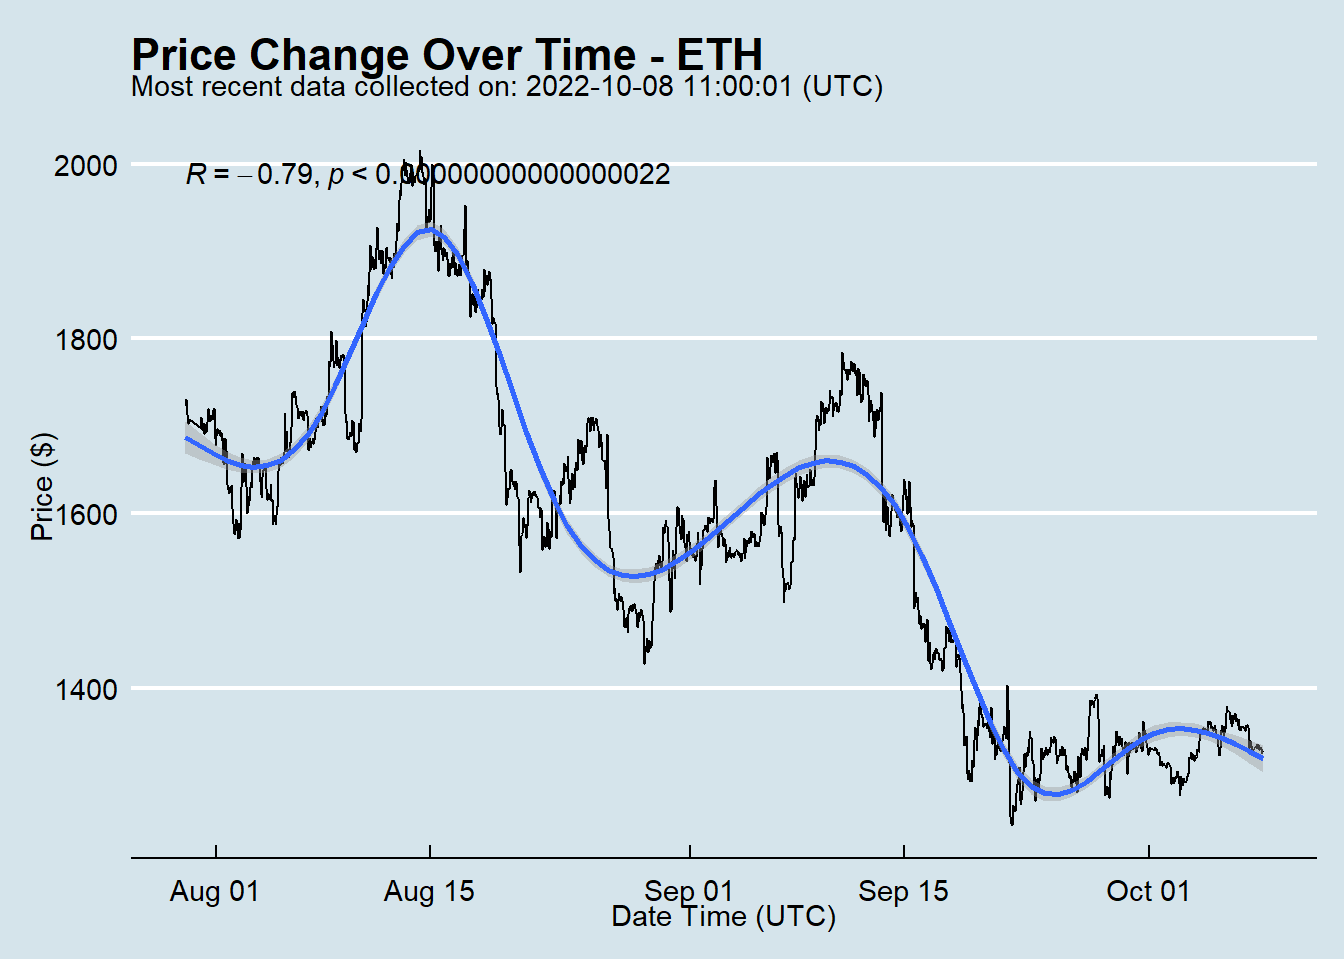 Price Change Over Time - ETH
Most recent data collected on: 2022-10-08 11:00:01 (UTC)
R = −0.79, p < 0.00000000000000022
2000
1800
1600
1400
Price ($)
Aug 01 Aug 15 Sep 01 Sep 15 Oct 01
Date Time (UTC)